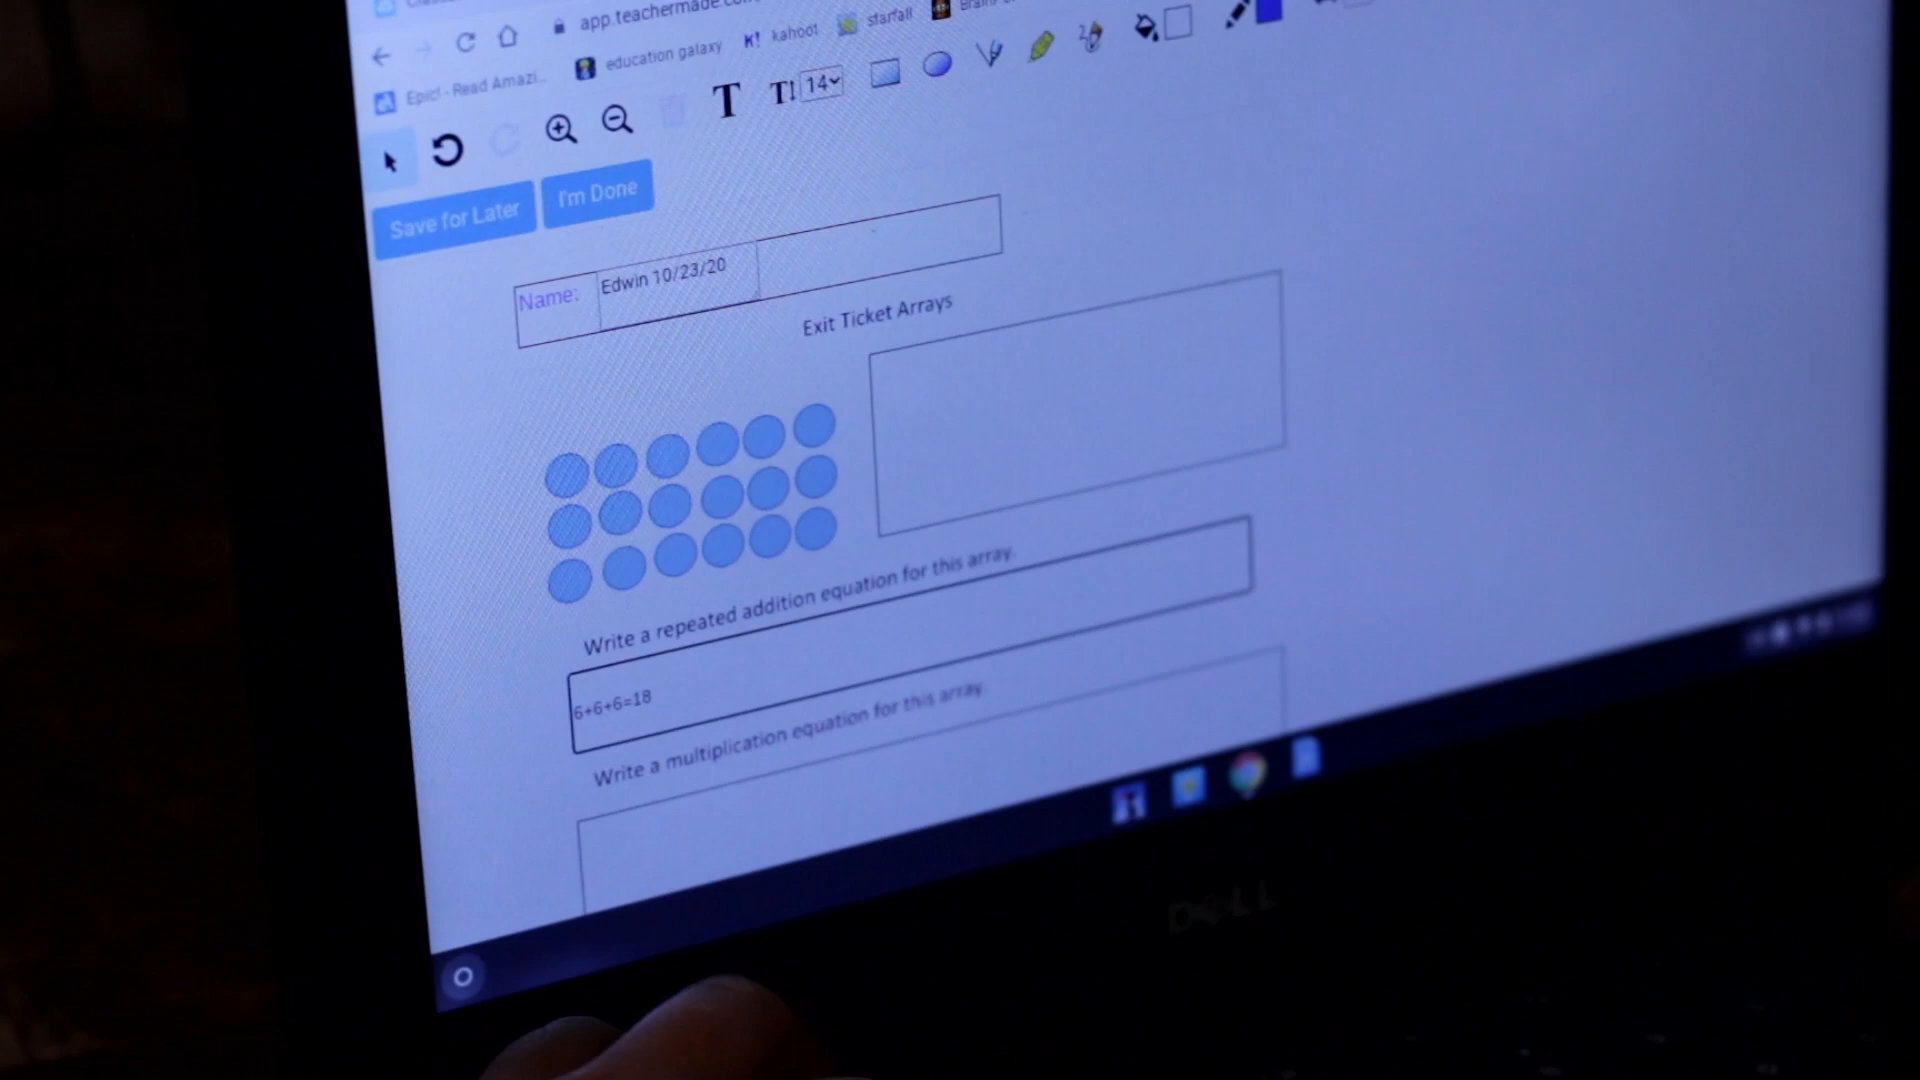 app.teachermade.co
Epic! - Read Amazi...
education galaxy
K! kahoot
starfall
T T 14
Save for Later
I'm Done
Name:
Edwin 10/23/20
Exit Ticket Arrays
Write a repeated addition equation for this array.
6+6+6=18
Write a multiplication equation for this array.
DELL